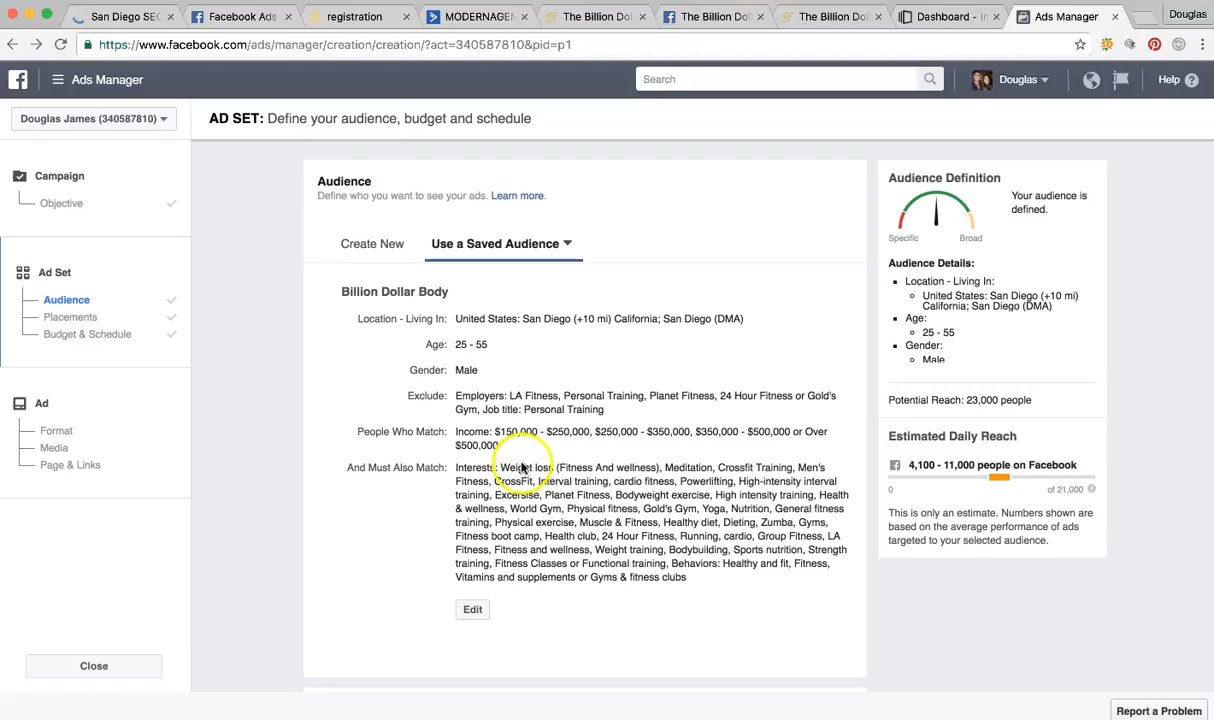 San Diego SEO
Facebook Ads
registration
MODERNAGEN
The Billion Dol
The Billion Dol
The Billion Dol
Dashboard - In
Ads Manager
Douglas
https://www.facebook.com/ads/manager/creation/creation/?act=340587810&pid=p1
Ads Manager
Search
Douglas
Help
Douglas James (340587810)
AD SET: Define your audience, budget and schedule
Campaign
Objective
Ad Set
Audience
Placements
Budget & Schedule
Ad
Format
Media
Page & Links
Close
Audience
Define who you want to see your ads. Learn more.
Create New
Use a Saved Audience
Billion Dollar Body
Location - Living In: United States: San Diego (+10 mi) California; San Diego (DMA)
Age: 25 - 55
Gender: Male
Exclude: Employers: LA Fitness, Personal Training, Planet Fitness, 24 Hour Fitness or Gold's
Gym, Job title: Personal Training
People Who Match: Income: $150,000 - $250,000, $250,000 - $350,000, $350,000 - $500,000 or Over
$500,000
And Must Also Match: Interests: Weight loss (Fitness And wellness), Meditation, Crossfit Training, Men's
Fitness, CrossFit, Interval training, cardio fitness, Powerlifting, High-intensity interval
training, Excersise, Planet Fitness, Bodyweight exercise, High intensity training, Health
& wellness, World Gym, Physical fitness, Gold's Gym, Yoga, Nutrition, General fitness
training, Physical exercise, Muscle & Fitness, Healthy diet, Dieting, Zumba, Gyms,
Fitness boot camp, Health club, 24 Hour Fitness, Running, cardio, Group Fitness, LA
Fitness, Fitness and wellness, Weight training, Bodybuilding, Sports nutrition, Strength
training, Fitness Classes or Functional training, Behaviors: Healthy and fit, Fitness,
Vitamins and supplements or Gyms & fitness clubs
Edit
Audience Definition
Your audience is
defined.
Specific
Broad
Audience Details:
Location - Living In:
United States: San Diego (+10 mi)
California; San Diego (DMA)
Age:
25 - 55
Gender:
Male
Potential Reach: 23,000 people
Estimated Daily Reach
4,100 - 11,000 people on Facebook
0
of 21,000
This is only an estimate. Numbers shown are
based on the average performance of ads
targeted to your selected audience.
Report a Problem